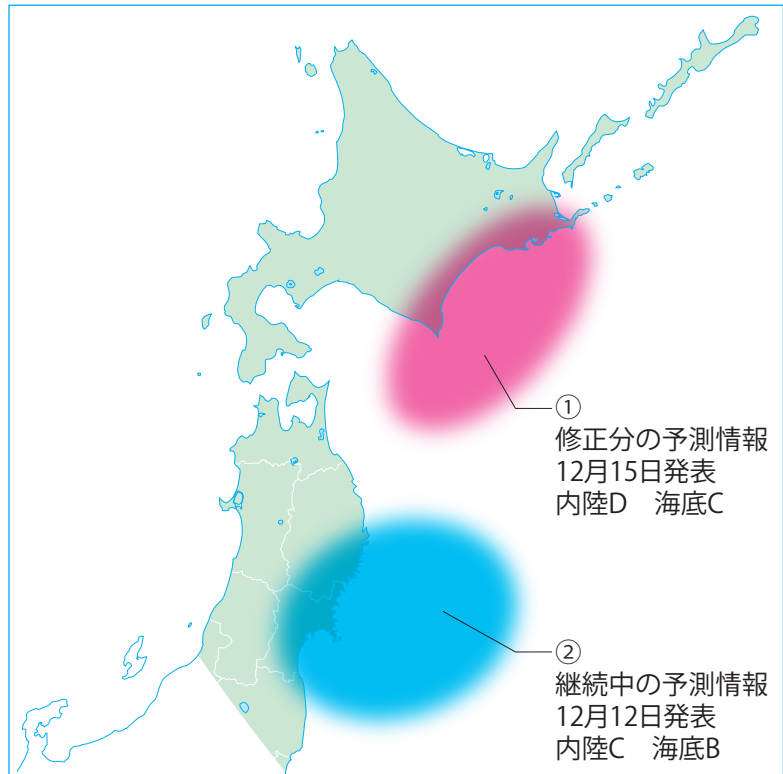 ①
修正分の予測情報
12月15日発表
内陸D　海底C
②
継続中の予測情報
12月12日発表
内陸C　海底B